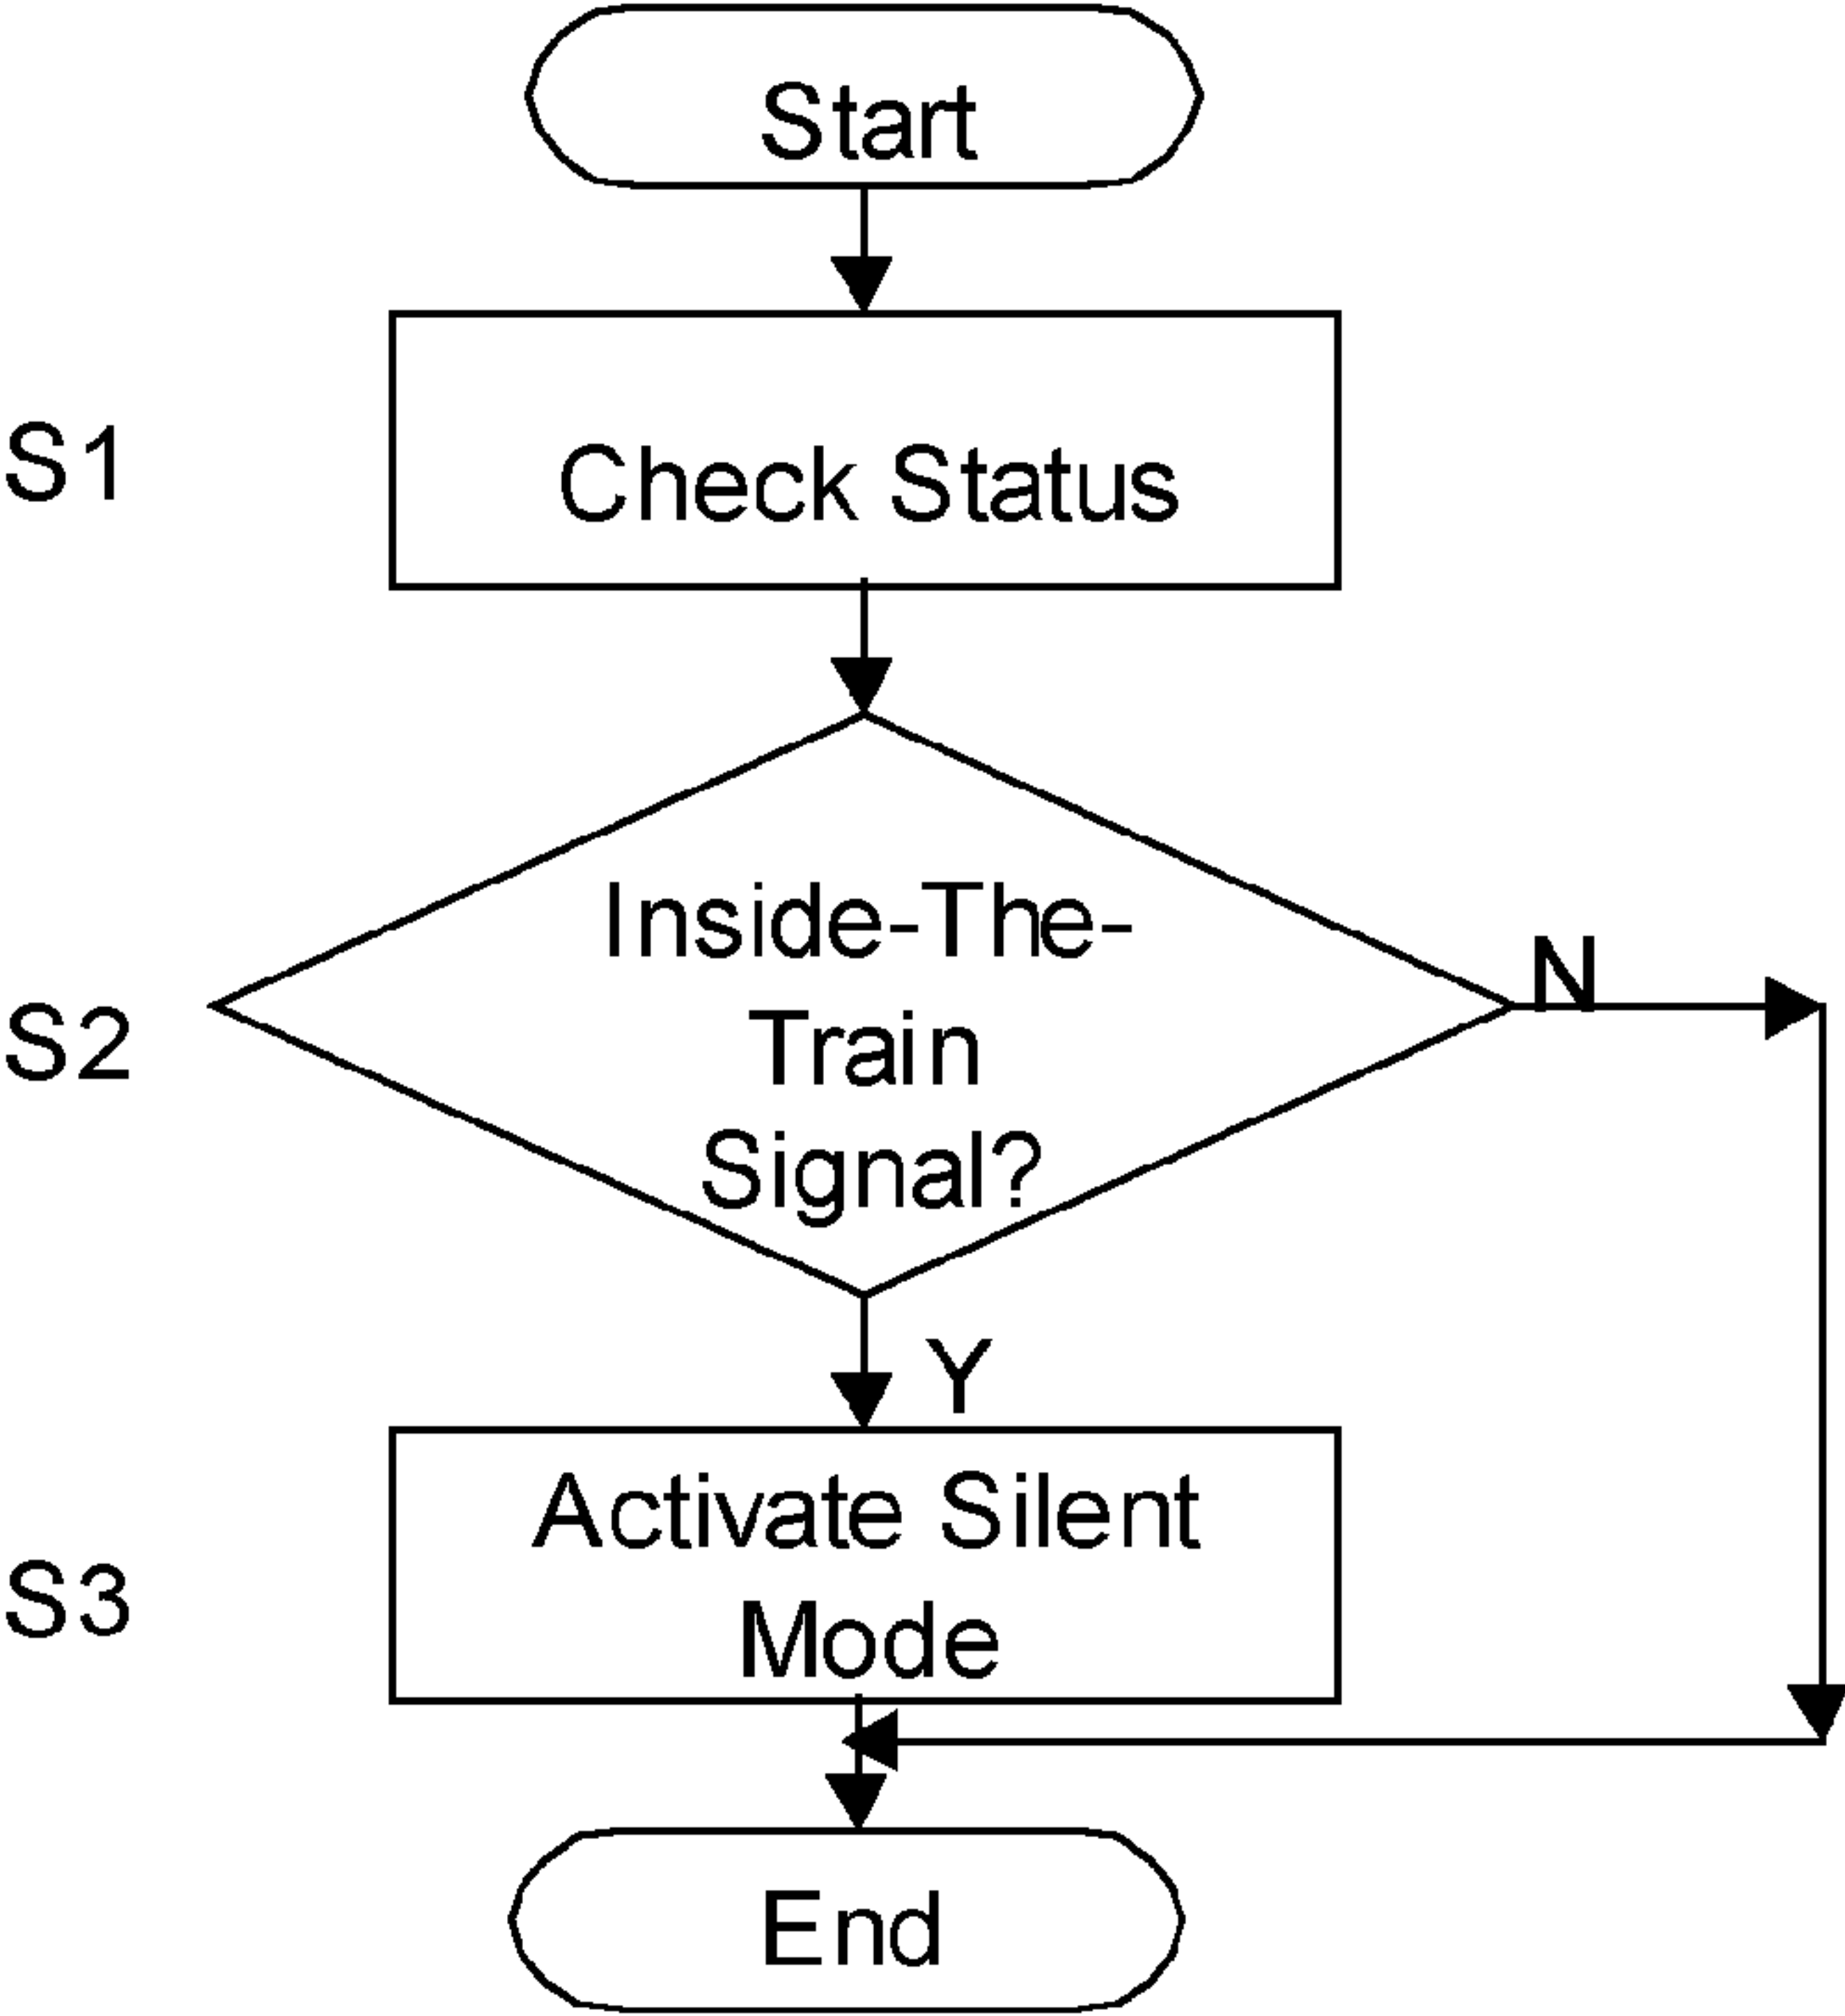 Start
S1
Check Status
S2
Inside-The-
Train
Signal?
N
Y
S3
Activate Silent
Mode
End